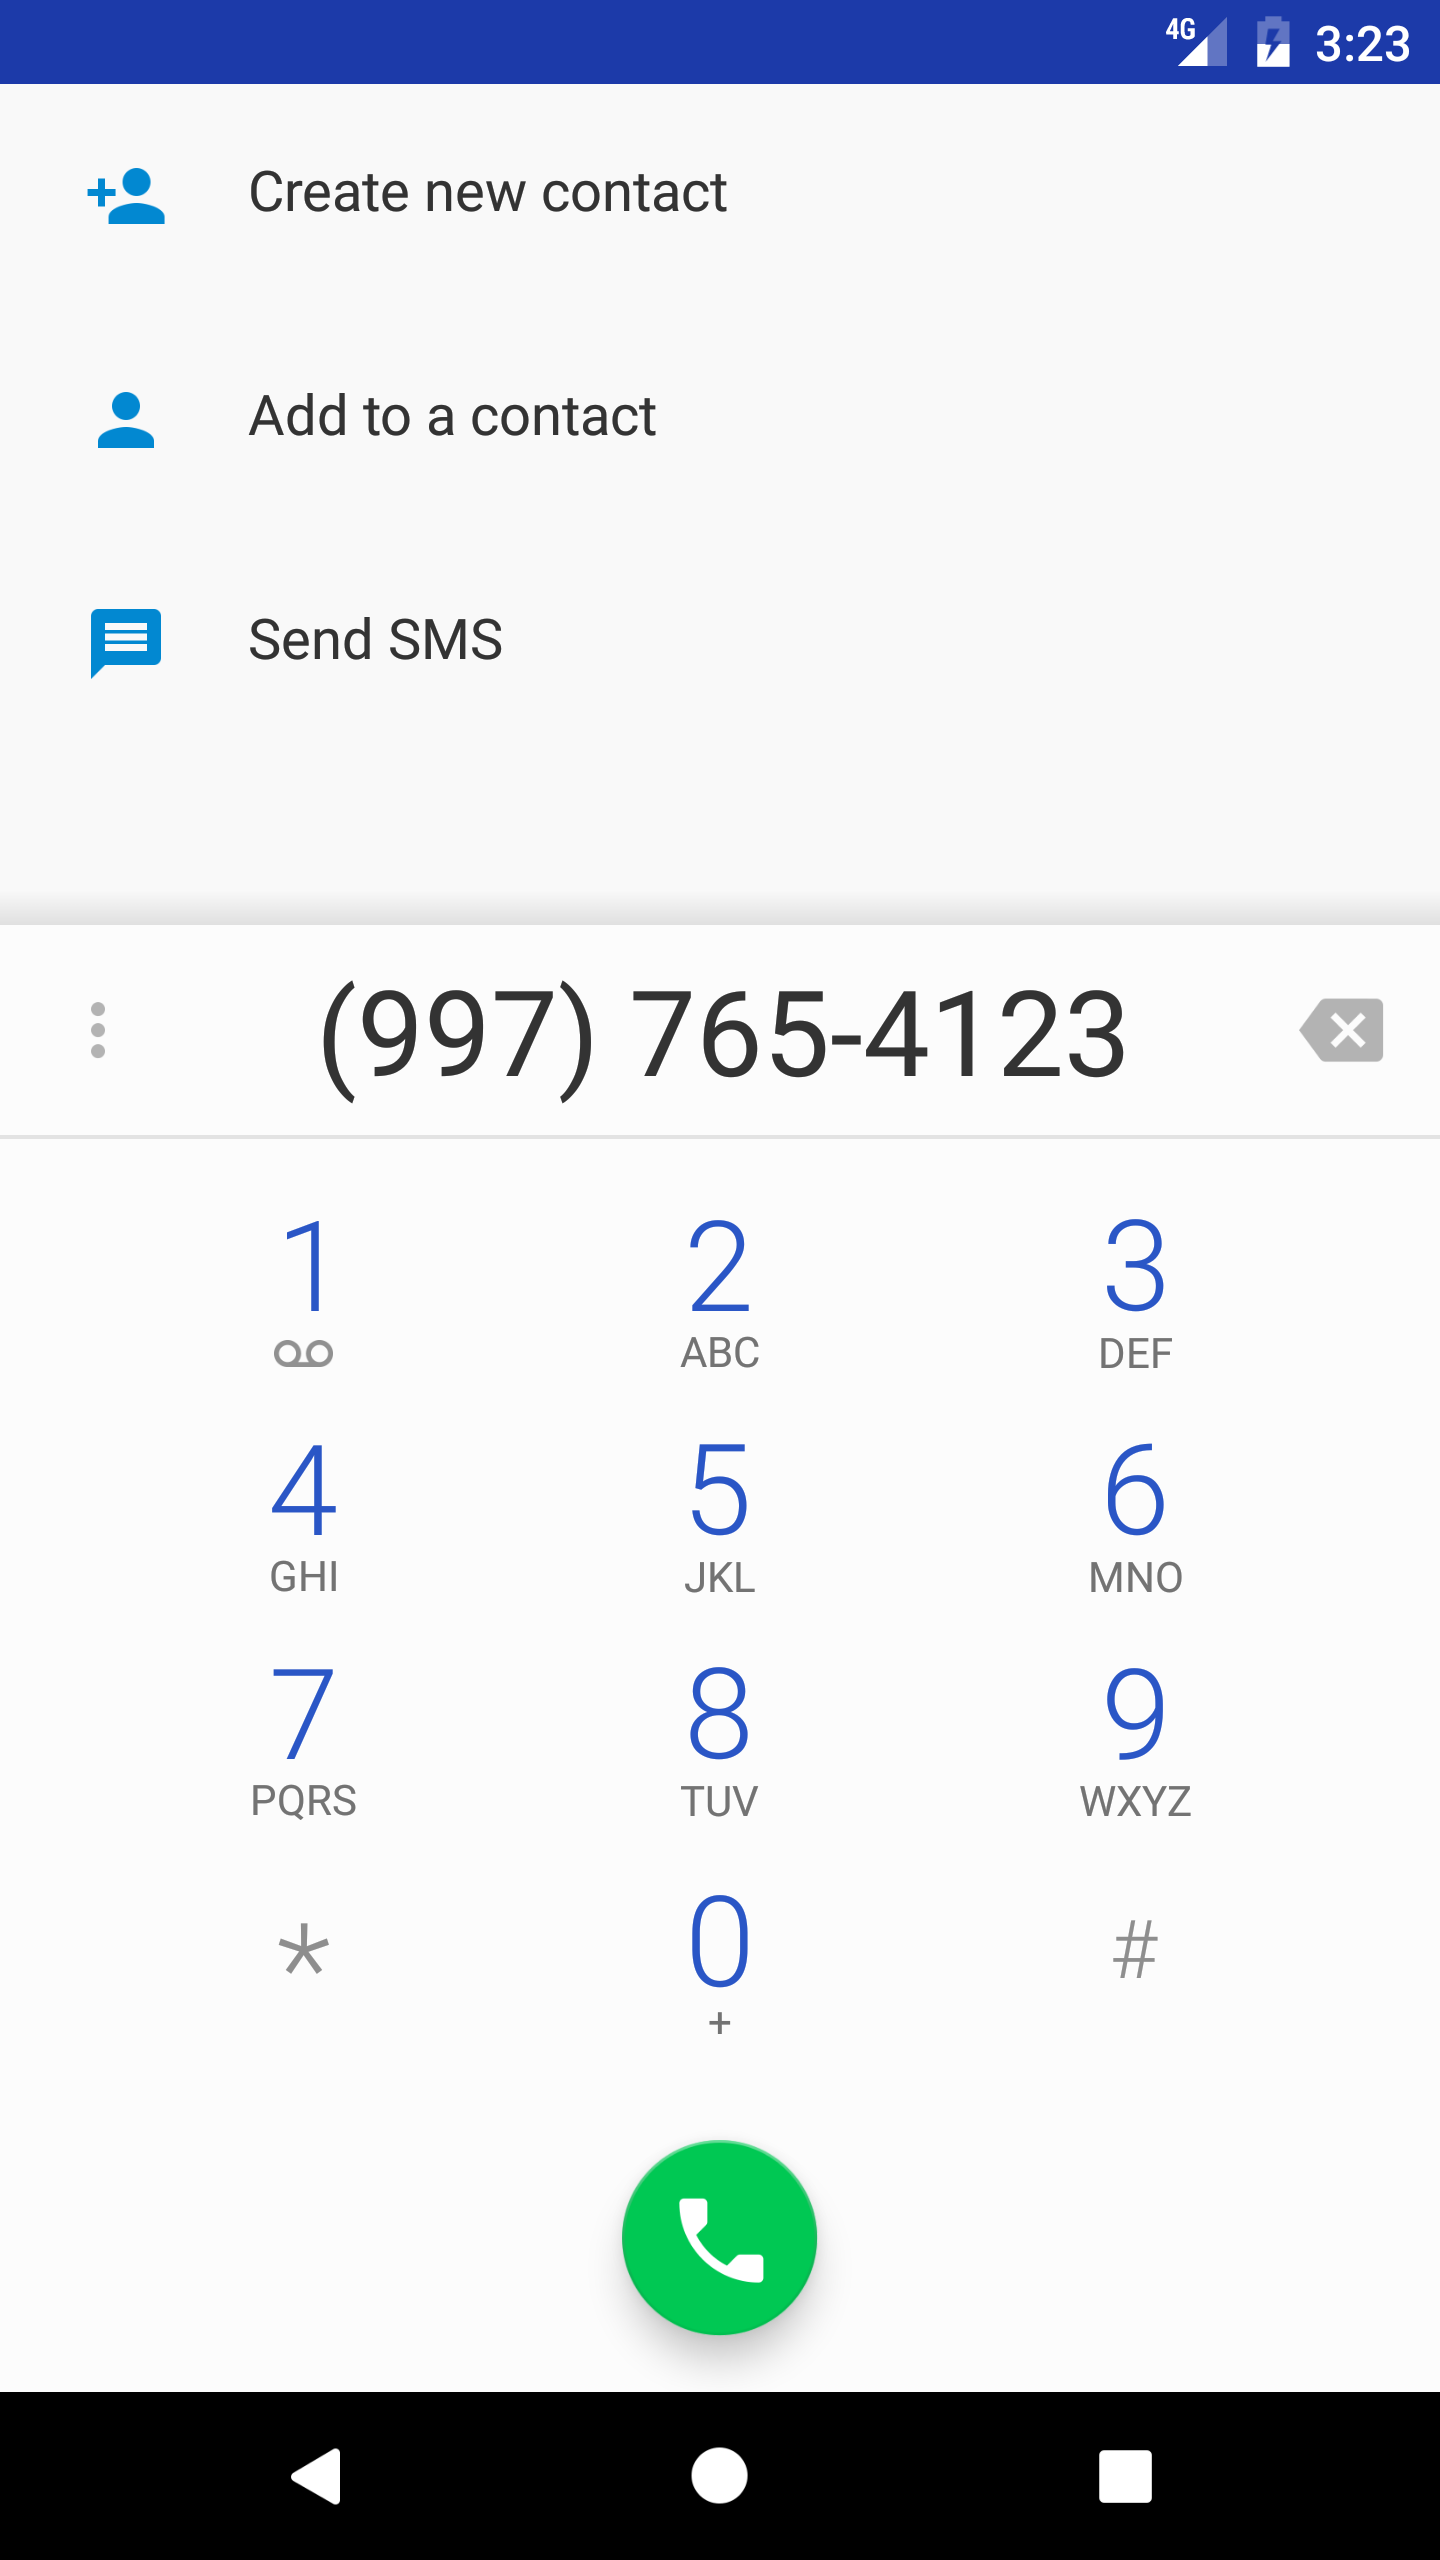 4G 3:23
Create new contact
Add to a contact
Send SMS
(997) 765-4123
1 2 3
ABC DEF
4 5 6
GHI JKL MNO
7 8 9
PQRS TUV WXYZ
* 0 #
+